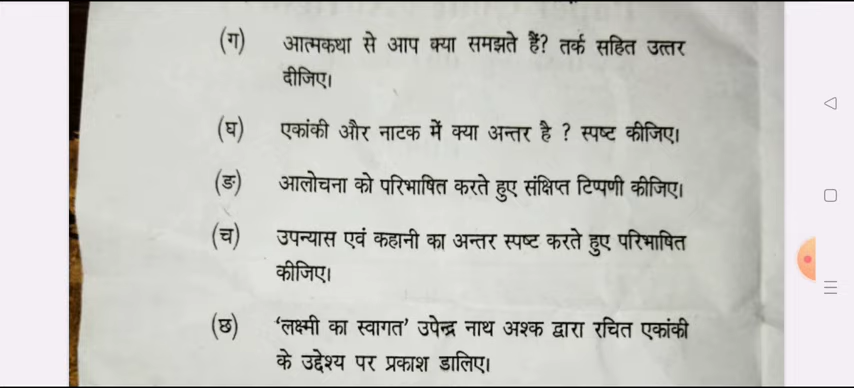 (ग) आत्मकथा से आप क्या समझते हैं? तर्क सहित उत्तर
दीजिए।
(घ) एकांकी और नाटक में क्या अन्तर है ? स्पष्ट कीजिए।
(ङ) आलोचना को परिभाषित करते हुए संक्षिप्त टिप्पणी कीजिए।
(च) उपन्यास एवं कहानी का अन्तर स्पष्ट करते हुए परिभाषित
कीजिए।
(छ) ‘लक्ष्मी का स्वागत’ उपेन्द्र नाथ अश्क द्वारा रचित एकांकी
के उद्देश्य पर प्रकाश डालिए।